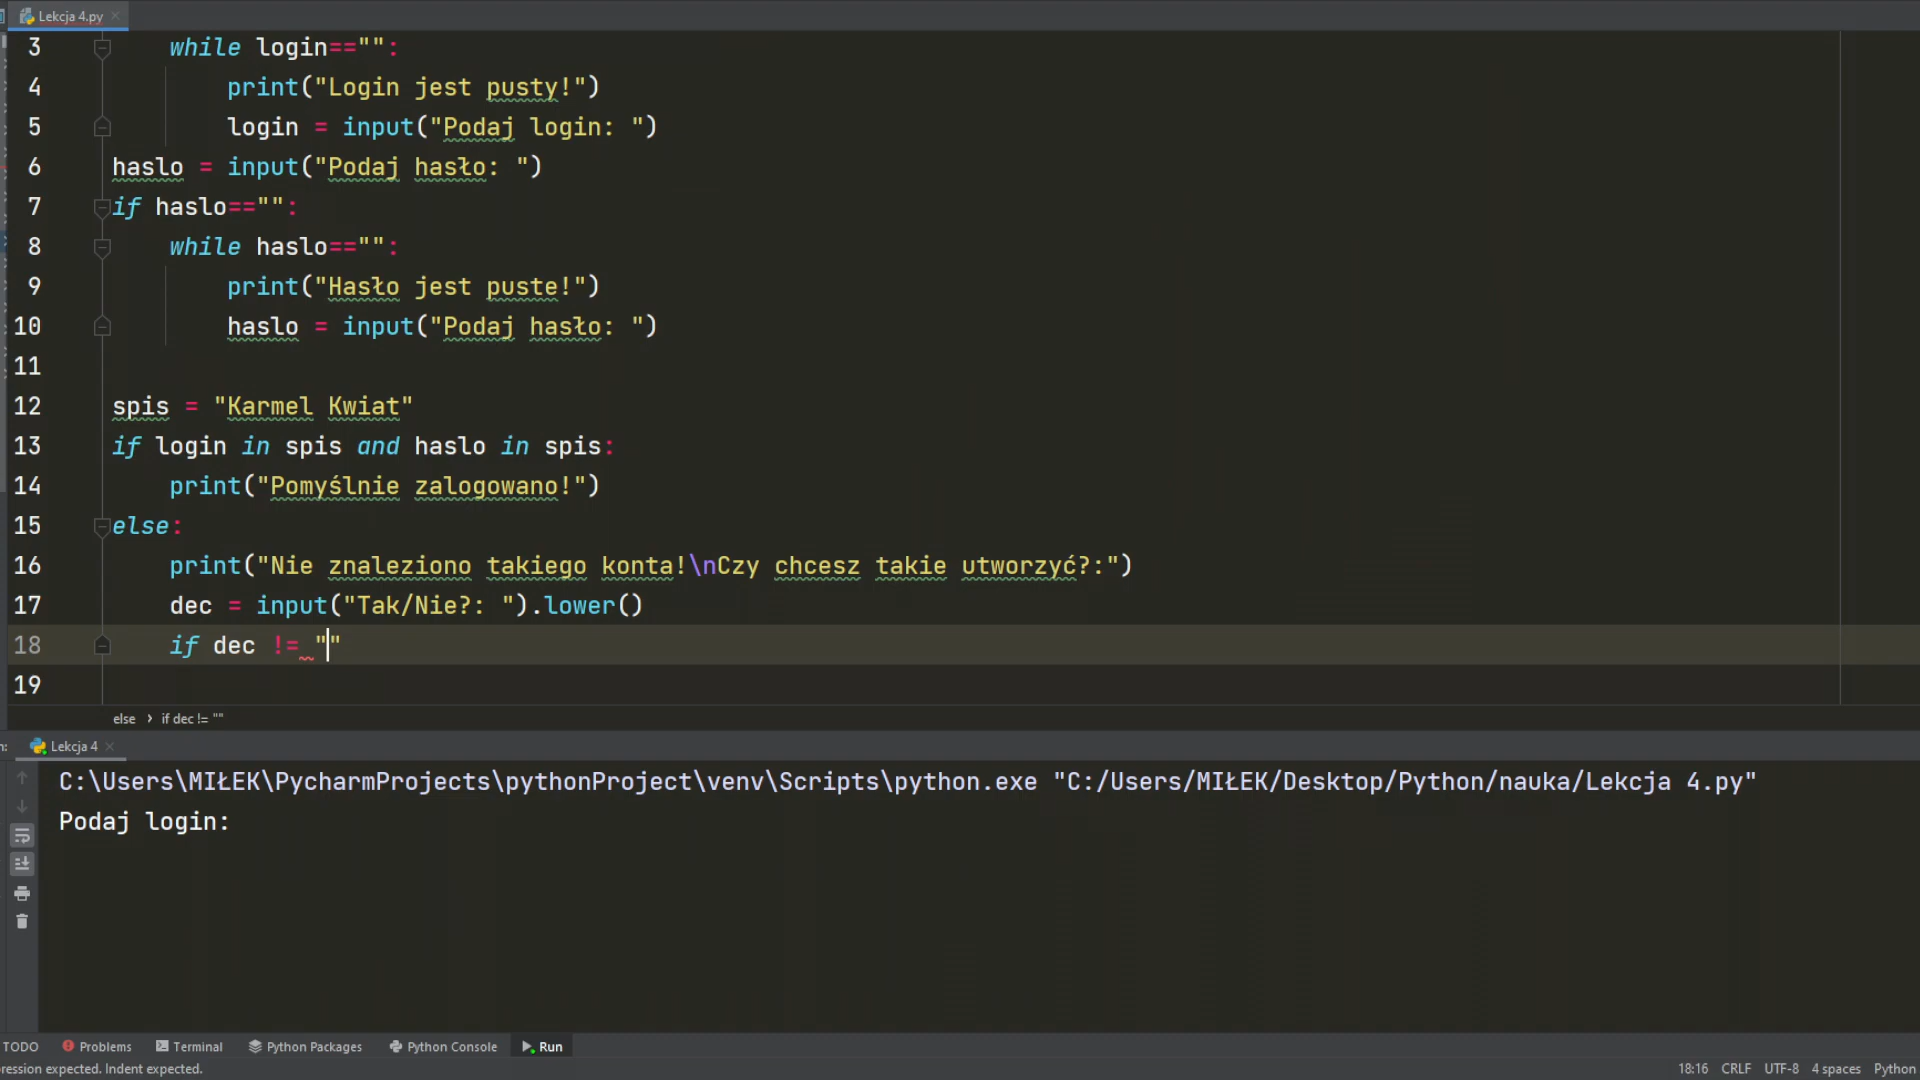 Lekcja 4.py
3 while login=="":
4 print("Login jest pusty!")
5 login = input("Podaj login: ")
6 haslo = input("Podaj hasło: ")
7 if haslo=="":
8 while haslo=="":
9 print("Hasło jest puste!")
10 haslo = input("Podaj hasło: ")
11
12 spis = "Karmel Kwiat"
13 if login in spis and haslo in spis:
14 print("Pomyślnie zalogowano!")
15 else:
16 print("Nie znaleziono takiego konta!\nCzy chcesz takie utworzyć?:")
17 dec = input("Tak/Nie?: ").lower()
18 if dec != ""
19
else › if dec != ""
Lekcja 4
C:\Users\MIŁEK\PycharmProjects\pythonProject\venv\Scripts\python.exe "C:/Users/MIŁEK/Desktop/Python/nauka/Lekcja 4.py"
Podaj login:
TODO Problems Terminal Python Packages Python Console Run
ression expected. Indent expected. 18:16 CRLF UTF-8 4 spaces Python